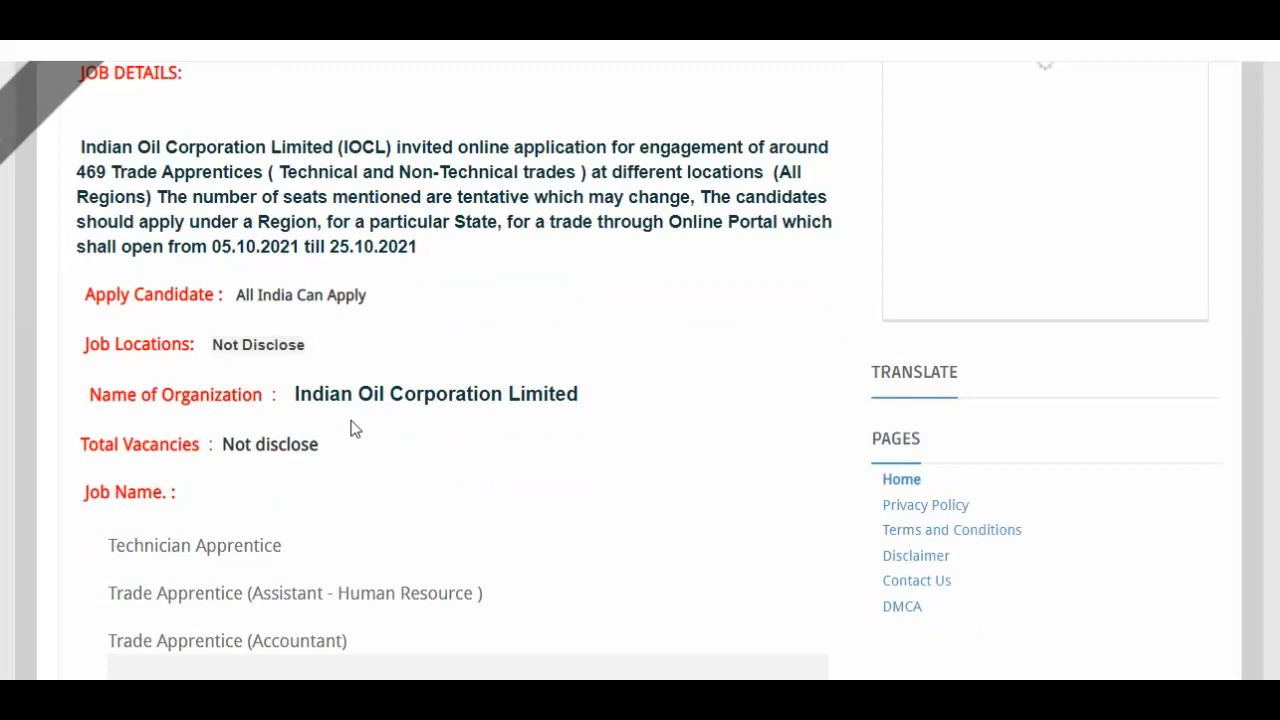 JOB DETAILS:
Indian Oil Corporation Limited (IOCL) invited online application for engagement of around
469 Trade Apprentices ( Technical and Non-Technical trades ) at different locations (All
Regions) The number of seats mentioned are tentative which may change, The candidates
should apply under a Region, for a particular State, for a trade through Online Portal which
shall open from 05.10.2021 till 25.10.2021
Apply Candidate : All India Can Apply
Job Locations: Not Disclose
Name of Organization : Indian Oil Corporation Limited
Total Vacancies : Not disclose
Job Name. :
Technician Apprentice
Trade Apprentice (Assistant - Human Resource )
Trade Apprentice (Accountant)
TRANSLATE
PAGES
Home
Privacy Policy
Terms and Conditions
Disclaimer
Contact Us
DMCA